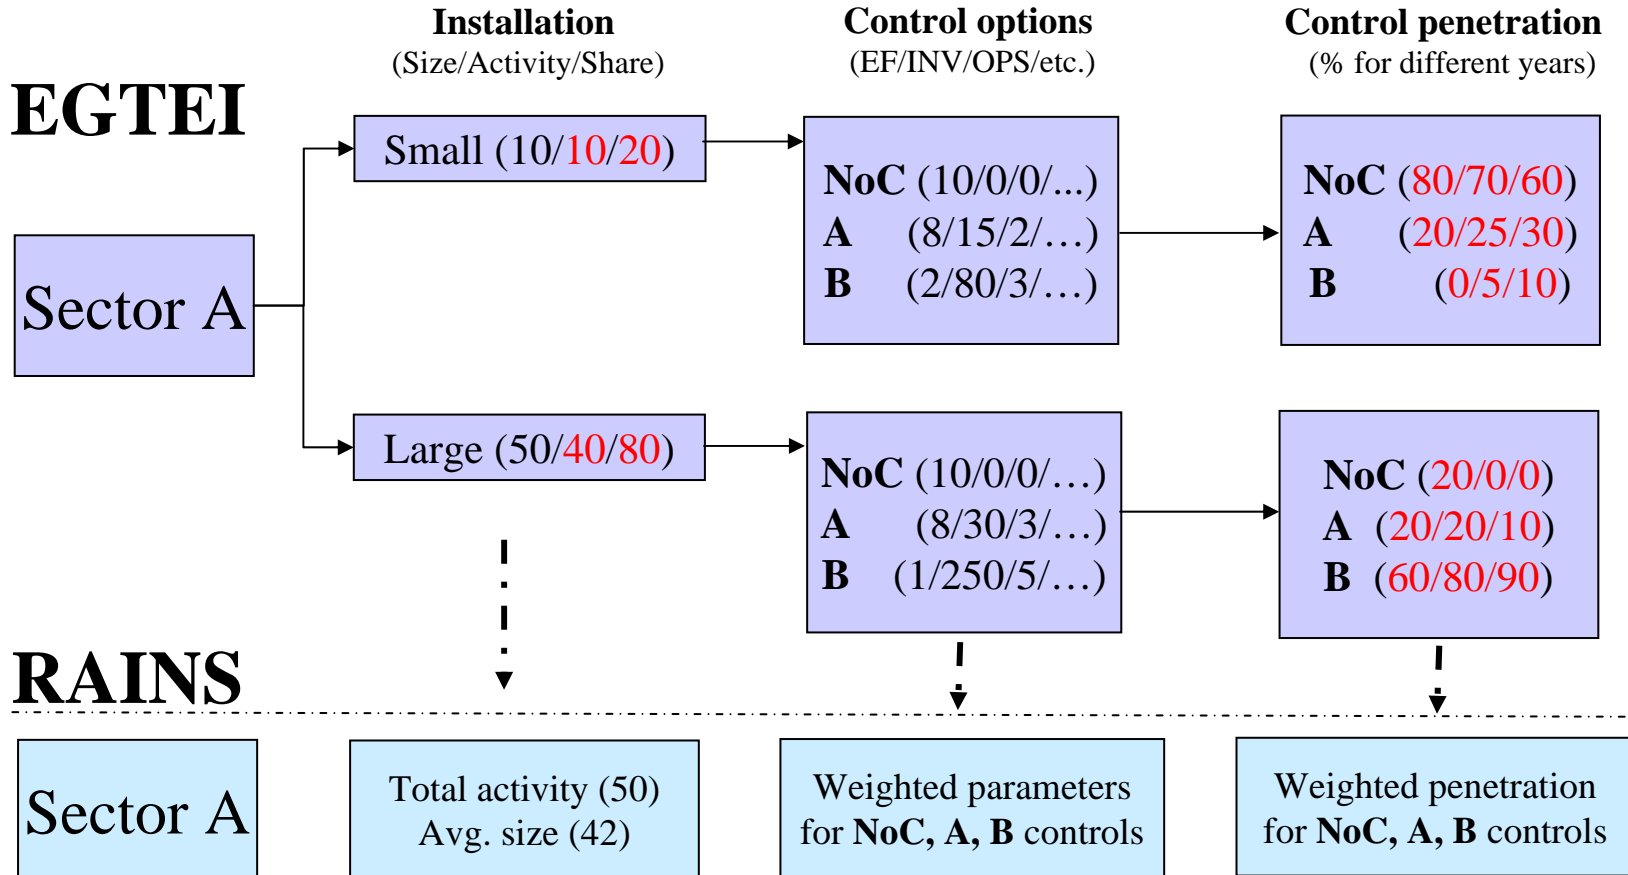 Installation
(Size/Activity/Share)
Control options
(EF/INV/OPS/etc.)
Control penetration
(% for different years)
EGTEI
Small (10/10/20)
NoC (10/0/0/...)
A (8/15/2/…)
B (2/80/3/…)
NoC (80/70/60)
A (20/25/30)
B (0/5/10)
Sector A
Large (50/40/80)
NoC (10/0/0/…)
A (8/30/3/…)
B (1/250/5/…)
NoC (20/0/0)
A (20/20/10)
B (60/80/90)
RAINS
Sector A
Total activity (50)
Avg. size (42)
Weighted parameters
for NoC, A, B controls
Weighted penetration
for NoC, A, B controls